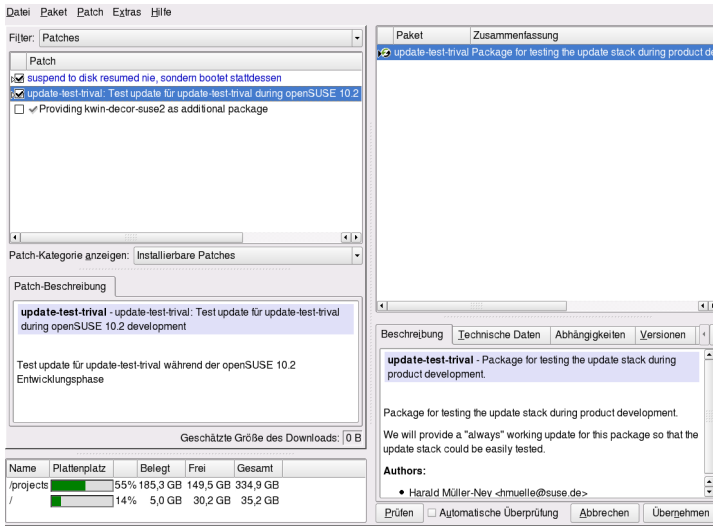 Datei Paket Patch Extras Hilfe
Filter: Patches
Patch
suspend to disk resumed nie, sondern bootet stattdessen
update-test-trival: Test update für update-test-trival during openSUSE 10.2
Providing kwin-decor-suse2 as additional package
Patch-Kategorie anzeigen: Installierbare Patches
Patch-Beschreibung
update-test-trival - update-test-trival: Test update für update-test-trival
during openSUSE 10.2 development
Test update für update-test-trival während der openSUSE 10.2
Entwicklungsphase
Geschätzte Größe des Downloads: 0 B
Name Plattenplatz Belegt Frei Gesamt
/projects 55% 185,3 GB 149,5 GB 334,9 GB
/ 14% 5,0 GB 30,2 GB 35,2 GB
Paket Zusammenfassung
update-test-trival Package for testing the update stack during product de
Beschreibung Technische Daten Abhängigkeiten Versionen
update-test-trival - Package for testing the update stack during
product development.
Package for testing the update stack during product development.
We will provide a "always" working update for this package so that the
update stack could be easily tested.
Authors:
Harald Müller-Ney <hmuelle@suse.de>
Prüfen Automatische Überprüfung Abbrechen Übernehmen